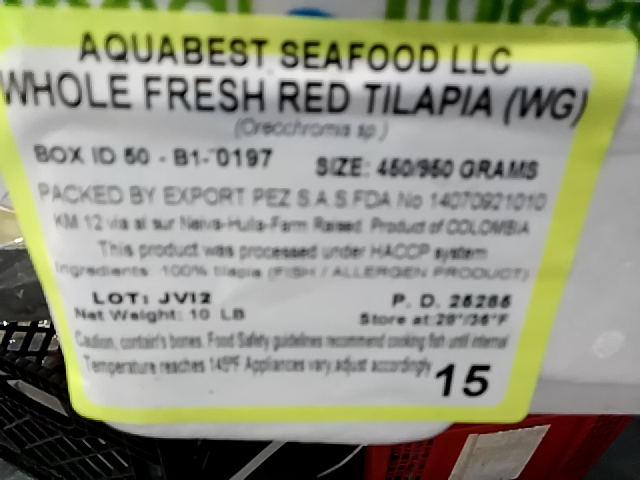 AQUABEST SEAFOOD LLC
WHOLE FRESH RED TILAPIA (WG)
(Oreochromis sp.)
BOX ID 50 - B1- 0197 SIZE: 450/950 GRAMS
PACKED BY EXPORT PEZ S.A.S.FDA No 14070921010
KM 12 via al sur Neiva-Huila-Farm Raised. Product of COLOMBIA
This product was processed under HACCP system
Ingredients: 100% tilapia (FISH / ALLERGEN PRODUCT)
LOT: JV12 P. D. 25285
Net Weight: 10 LB Store at:28°/36°F
Caution, contain's bones. Food Safety guidelines recommend cooking fish until internal
Temperature reaches 145°F Appliances vary,adjust accordingly
15